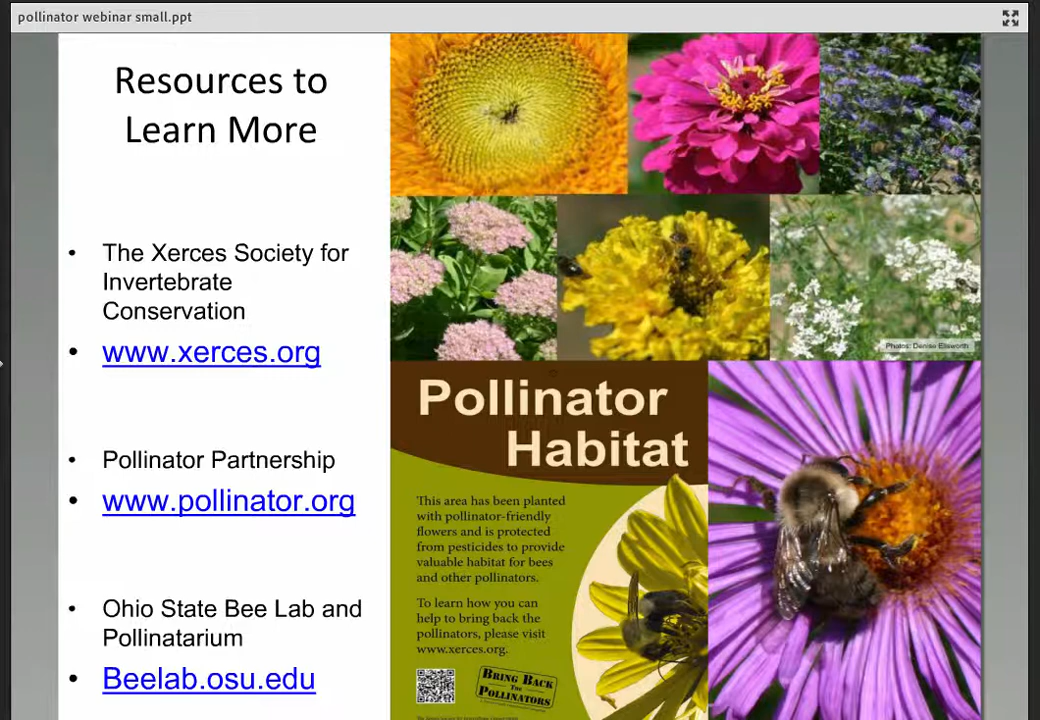 pollinator webinar small.ppt
Resources to
Learn More
• The Xerces Society for
Invertebrate
Conservation
• www.xerces.org
• Pollinator Partnership
• www.pollinator.org
• Ohio State Bee Lab and
Pollinatarium
• Beelab.osu.edu
Photos: Denise Ellsworth
Pollinator
Habitat
This area has been planted
with pollinator-friendly
flowers and is protected
from pesticides to provide
valuable habitat for bees
and other pollinators.
To learn how you can
help to bring back the
pollinators, please visit
www.xerces.org.
BRING BACK
THE
POLLINATORS